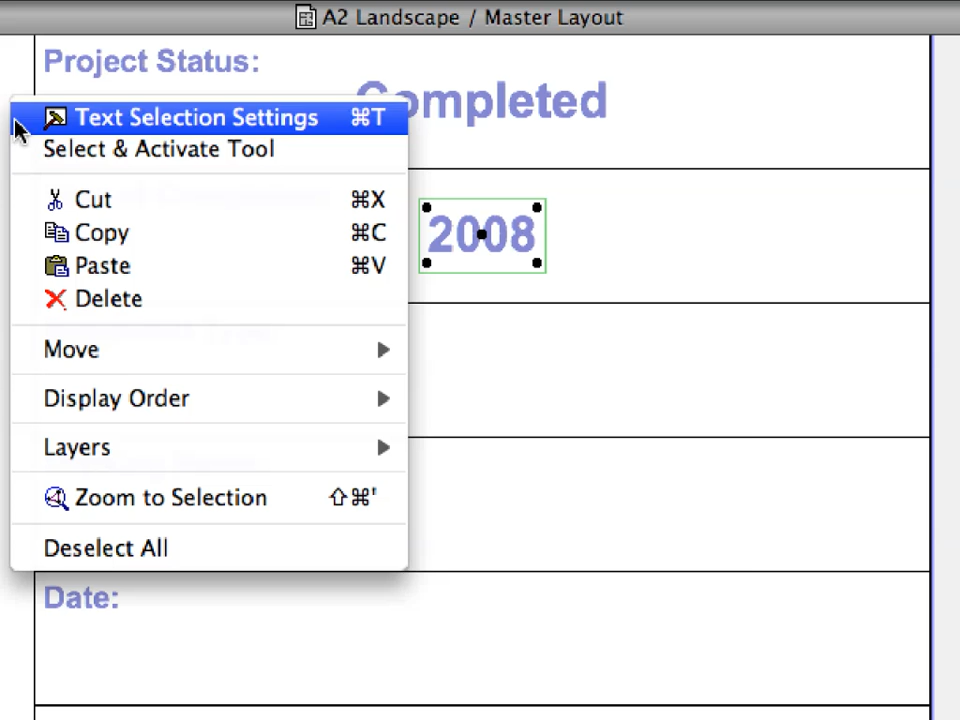 A2 Landscape / Master Layout
Project Status:
Completed
Text Selection Settings ⌘T
Select & Activate Tool
Cut ⌘X
2008
Copy ⌘C
Paste ⌘V
Delete
Move
Display Order
Layers
Zoom to Selection ⇧⌘'
Deselect All
Date: